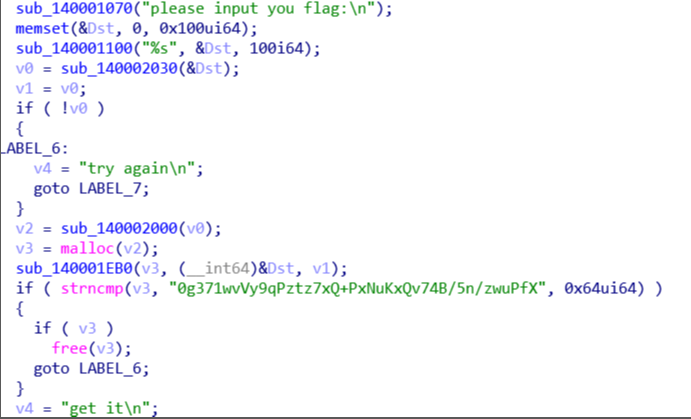 sub_140001070("please input you flag:\n");
memset(&Dst, 0, 0x100ui64);
sub_140001100("%s", &Dst, 100i64);
v0 = sub_140002030(&Dst);
v1 = v0;
if ( !v0 )
{
LABEL_6:
v4 = "try again\n";
goto LABEL_7;
}
v2 = sub_140002000(v0);
v3 = malloc(v2);
sub_140001EB0(v3, (__int64)&Dst, v1);
if ( strncmp(v3, "0g371wvVy9qPztz7xQ+PxNuKxQv74B/5n/zwuPfX", 0x64ui64) )
{
if ( v3 )
free(v3);
goto LABEL_6;
}
v4 = "get it\n";